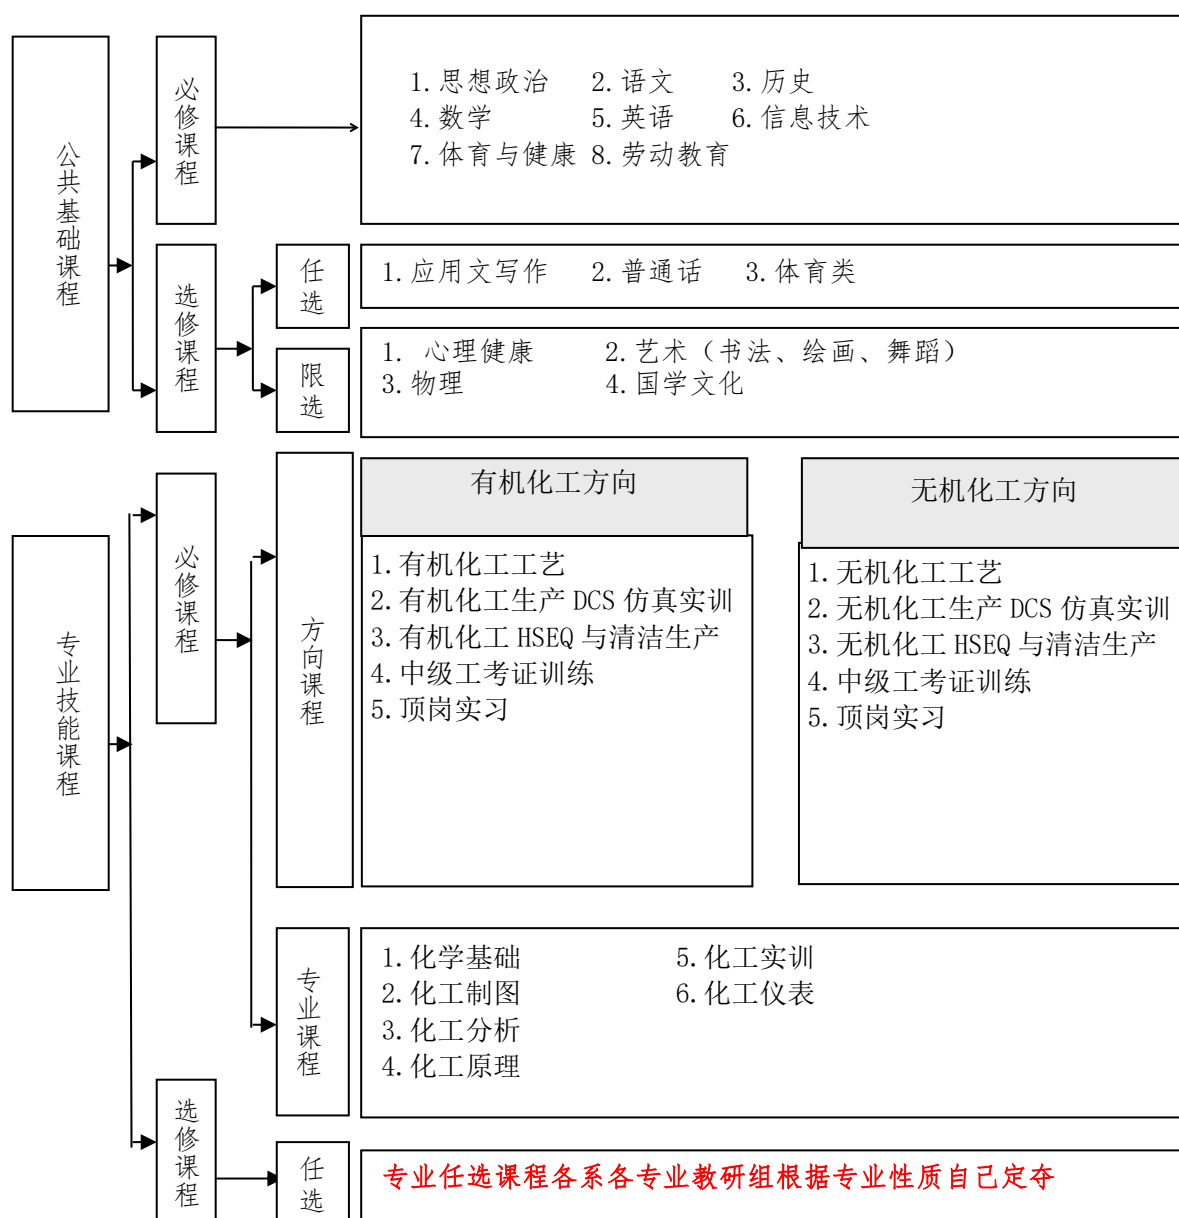 公共基础课程
必修课程
1.思想政治 2.语文 3.历史
4.数学 5.英语 6.信息技术
7.体育与健康 8.劳动教育
选修课程
任选
1.应用文写作 2.普通话 3.体育类
限选
1. 心理健康 2.艺术（书法、绘画、舞蹈）
3.物理 4.国学文化
专业技能课程
必修课程
方向课程
有机化工方向
1.有机化工工艺
2.有机化工生产 DCS 仿真实训
3.有机化工 HSEQ 与清洁生产
4.中级工考证训练
5.顶岗实习
无机化工方向
1.无机化工工艺
2.无机化工生产 DCS 仿真实训
3.无机化工 HSEQ 与清洁生产
4.中级工考证训练
5.顶岗实习
专业课程
1.化学基础 5.化工实训
2.化工制图 6.化工仪表
3.化工分析
4.化工原理
选修课程
任选
专业任选课程各系各专业教研组根据专业性质自己定夺